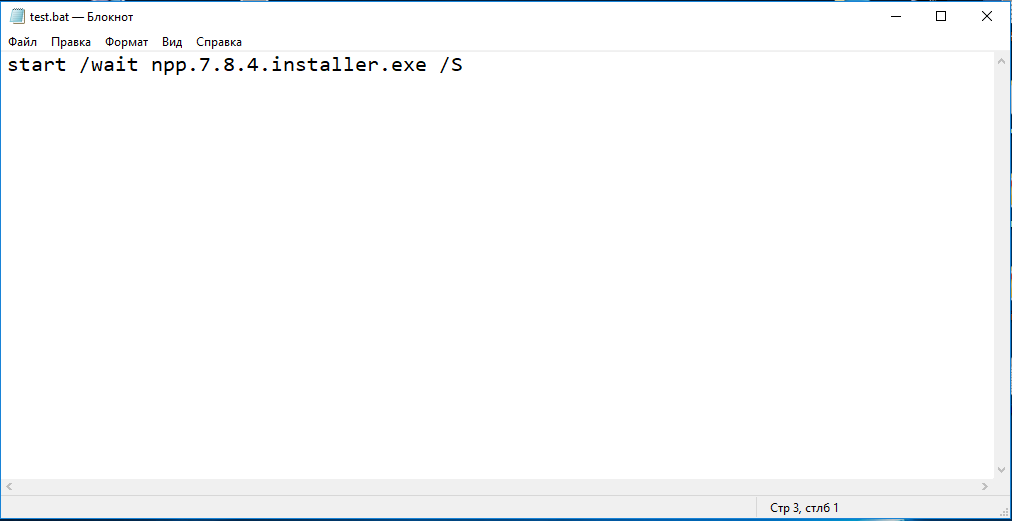 test.bat — Блокнот
Файл Правка Формат Вид Справка
start /wait npp.7.8.4.installer.exe /S
Стр 3, стлб 1